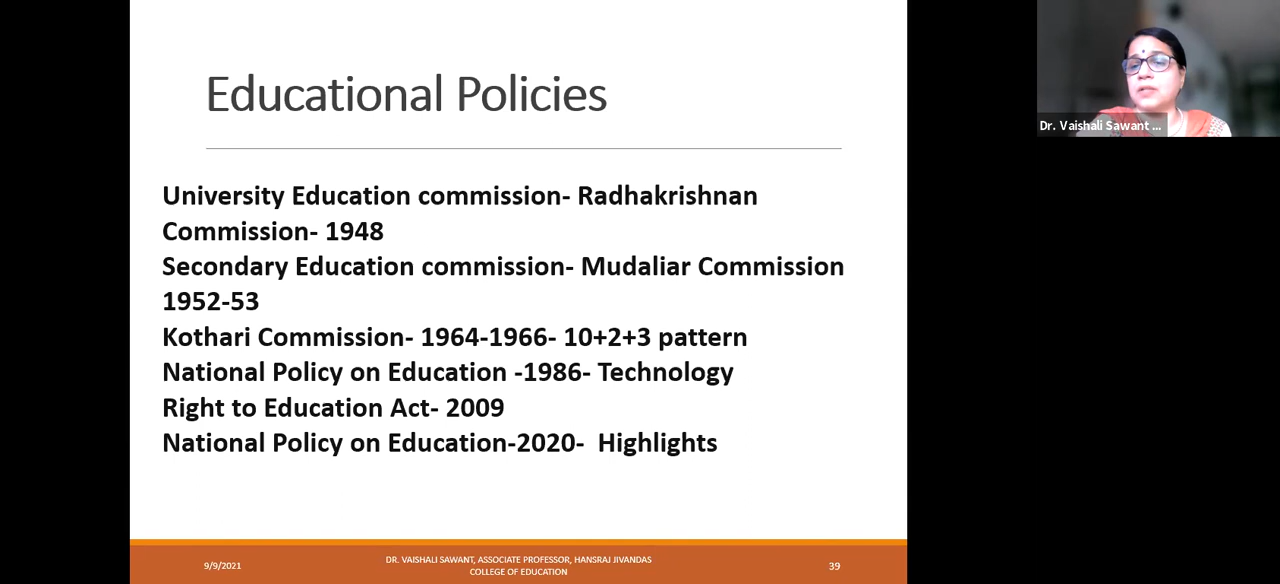 Educational Policies
University Education commission- Radhakrishnan
Commission- 1948
Secondary Education commission- Mudaliar Commission
1952-53
Kothari Commission- 1964-1966- 10+2+3 pattern
National Policy on Education -1986- Technology
Right to Education Act- 2009
National Policy on Education-2020-  Highlights
9/9/2021
DR. VAISHALI SAWANT, ASSOCIATE PROFESSOR, HANSRAJ JIVANDAS
COLLEGE OF EDUCATION
39
Dr. Vaishali Sawant ...